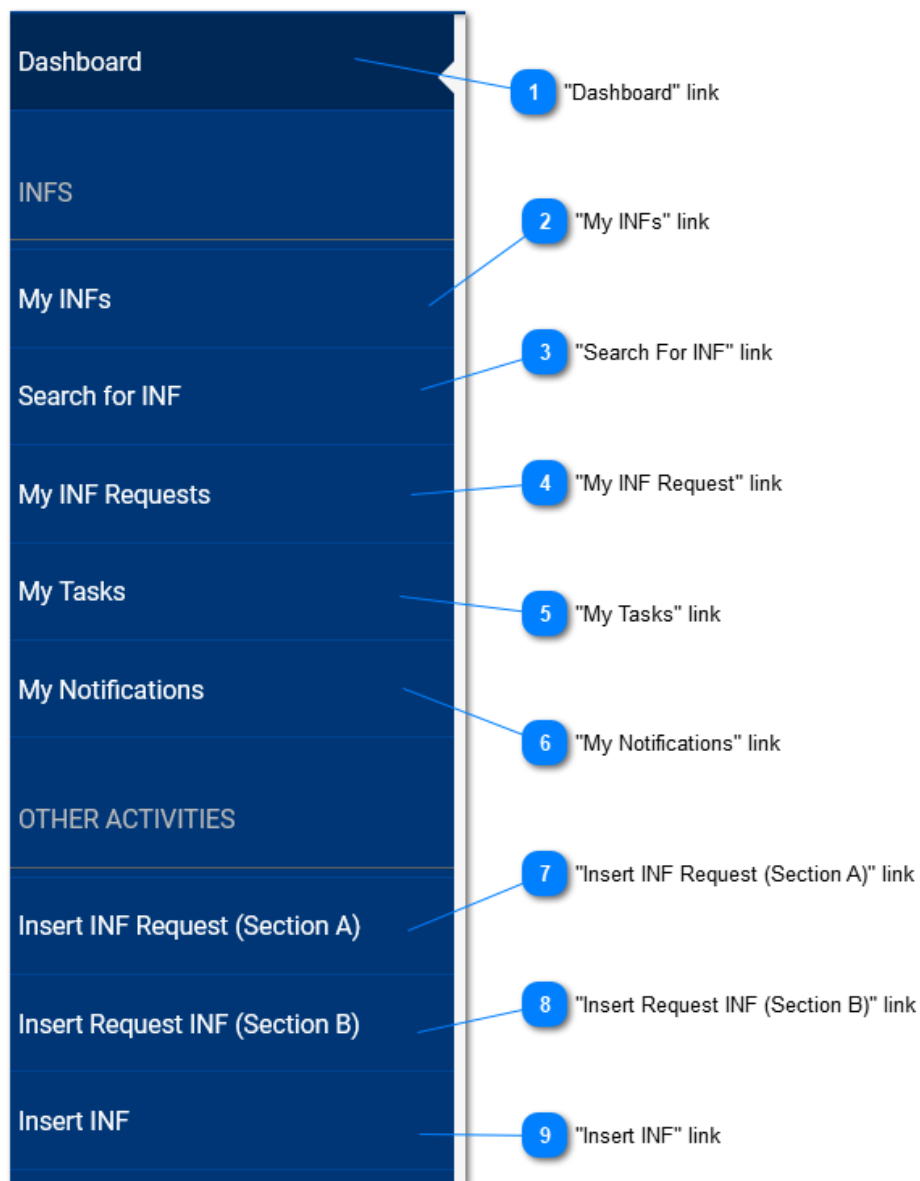 Dashboard
1 "Dashboard" link
INFS
2 "My INFs" link
My INFs
3 "Search For INF" link
Search for INF
4 "My INF Request" link
My INF Requests
My Tasks
5 "My Tasks" link
My Notifications
6 "My Notifications" link
OTHER ACTIVITIES
7 "Insert INF Request (Section A)" link
Insert INF Request (Section A)
8 "Insert Request INF (Section B)" link
Insert Request INF (Section B)
Insert INF
9 "Insert INF" link